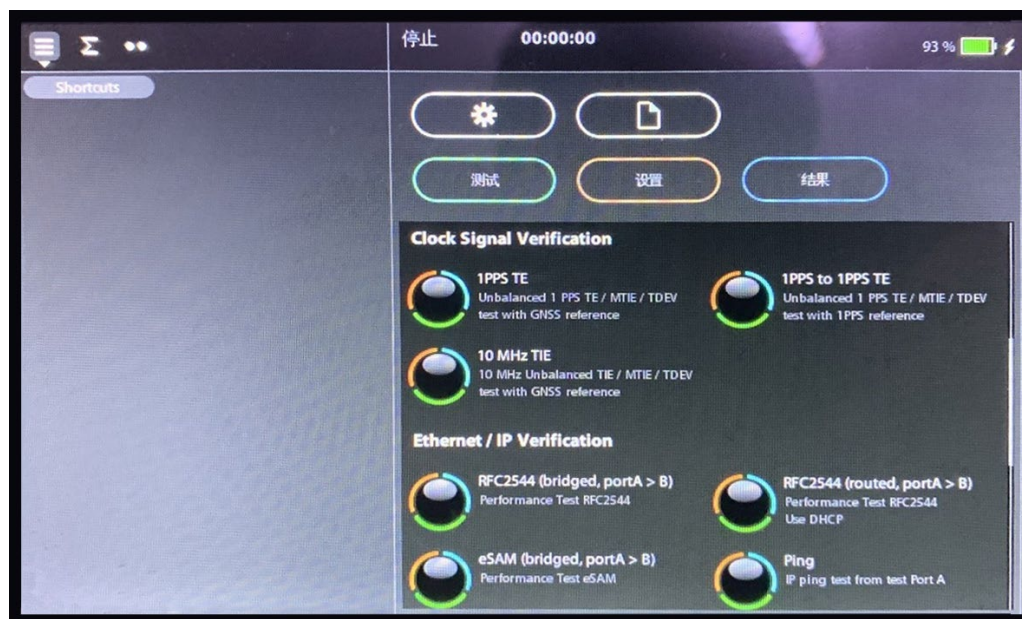 停止
00:00:00
93 %
Shortcuts
测试
设置
结果
Clock Signal Verification
1PPS TE
Unbalanced 1 PPS TE / MTIE / TDEV
test with GNSS reference
1PPS to 1PPS TE
Unbalanced 1 PPS TE / MTIE / TDEV
test with 1PPS reference
10 MHz TIE
10 MHz Unbalanced TIE / MTIE / TDEV
test with GNSS reference
Ethernet / IP Verification
RFC2544 (bridged, portA > B)
Performance Test RFC2544
RFC2544 (routed, portA > B)
Performance Test RFC2544
Use DHCP
eSAM (bridged, portA > B)
Performance Test eSAM
Ping
IP ping test from test Port A